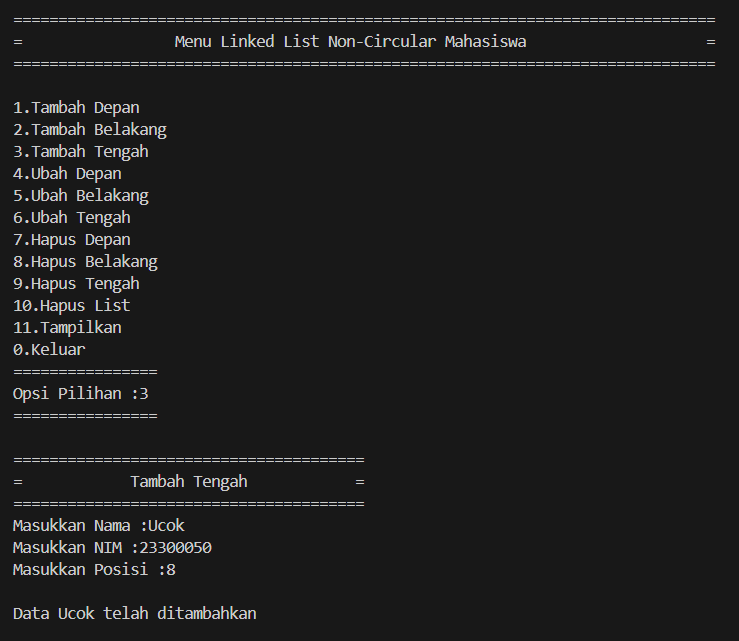 ==============================================================================
=                 Menu Linked List Non-Circular Mahasiswa                    =
==============================================================================
1.Tambah Depan
2.Tambah Belakang
3.Tambah Tengah
4.Ubah Depan
5.Ubah Belakang
6.Ubah Tengah
7.Hapus Depan
8.Hapus Belakang
9.Hapus Tengah
10.Hapus List
11.Tampilkan
0.Keluar
================
Opsi Pilihan :3
================
=======================================
=            Tambah Tengah            =
=======================================
Masukkan Nama :Ucok
Masukkan NIM :23300050
Masukkan Posisi :8
Data Ucok telah ditambahkan